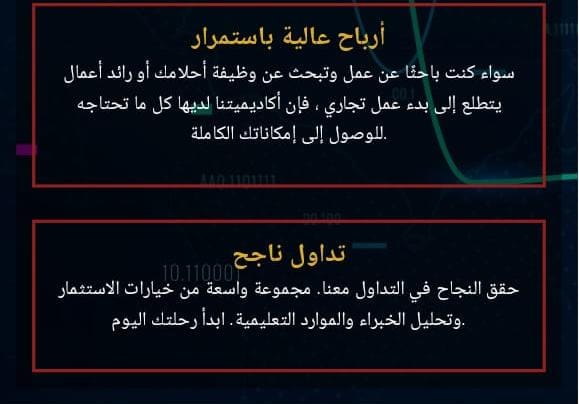 أرباح عالية باستمرار
سواء كنت باحثًا عن عمل وتبحث عن وظيفة أحلامك أو رائد أعمال
يتطلع إلى بدء عمل تجاري ، فإن أكاديميتنا لديها كل ما تحتاجه
.للوصول إلى إمكاناتك الكاملة
تداول ناجح
حقق النجاح في التداول معنا. مجموعة واسعة من خيارات الاستثمار
.وتحليل الخبراء والموارد التعليمية. ابدأ رحلتك اليوم